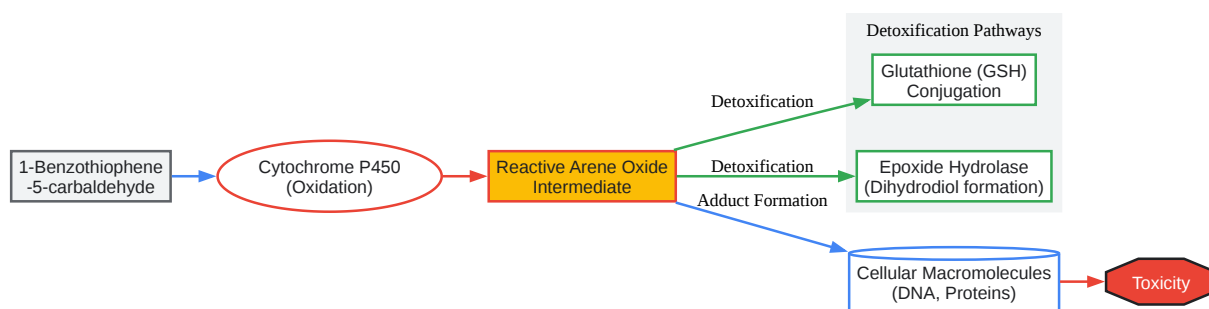 Detoxification Pathways
Glutathione (GSH)
Conjugation
Detoxification
1-Benzothiophene
-5-carbaldehyde
Cytochrome P450
(Oxidation)
Reactive Arene Oxide
Intermediate
Detoxification
Epoxide Hydrolase
(Dihydrodiol formation)
Adduct Formation
Cellular Macromolecules
(DNA, Proteins)
Toxicity